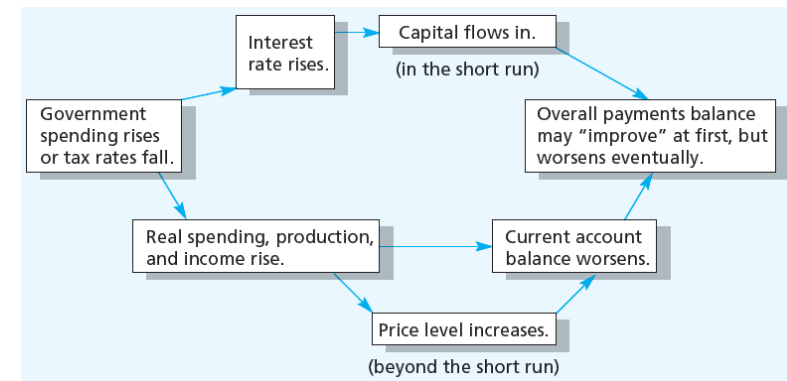 Interest
rate rises.
Capital flows in.
(in the short run)
Government
spending rises
or tax rates fall.
Overall payments balance
may “improve” at first, but
worsens eventually.
Real spending, production,
and income rise.
Current account
balance worsens.
Price level increases.
(beyond the short run)